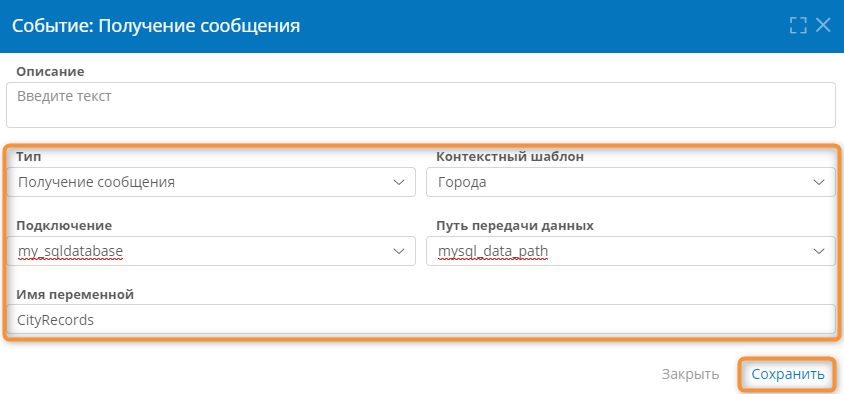 Событие: Получение сообщения
Описание
Введите текст
Тип Контекстный шаблон
Получение сообщения Города
Подключение Путь передачи данных
my_sqldatabase mysql_data_path
Имя переменной
CityRecords
Закрыть Сохранить